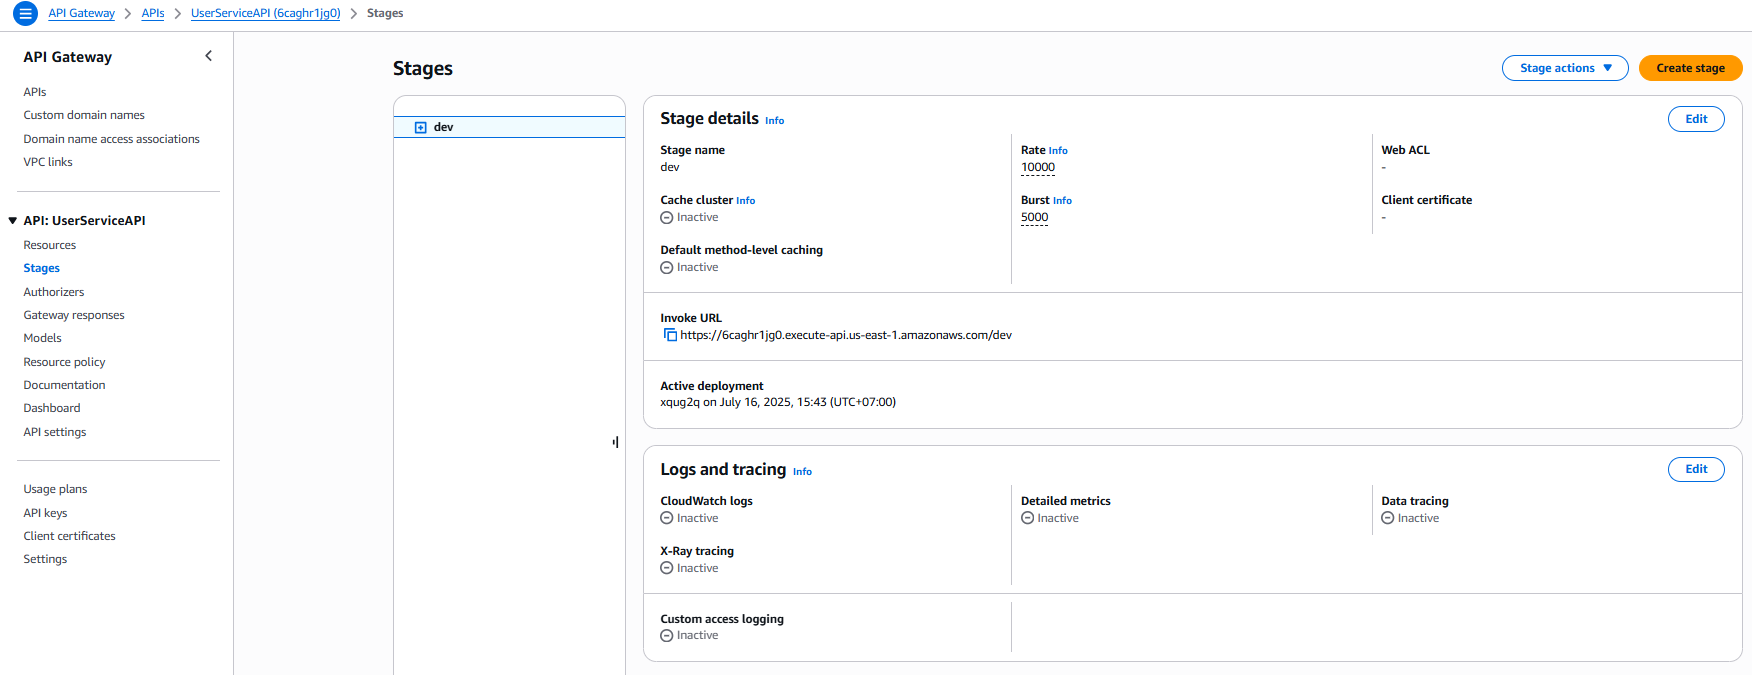 API Gateway > APIs > UserServiceAPI (6caghr1jg0) > Stages
API Gateway
APIs
Custom domain names
Domain name access associations
VPC links
API: UserServiceAPI
Resources
Stages
Authorizers
Gateway responses
Models
Resource policy
Documentation
Dashboard
API settings
Usage plans
API keys
Client certificates
Settings
Stages
Stage actions
Create stage
dev
Stage details Info
Edit
Stage name
dev
Rate Info
10000
Web ACL
-
Cache cluster Info
Inactive
Burst Info
5000
Client certificate
-
Default method-level caching
Inactive
Invoke URL
https://6caghr1jg0.execute-api.us-east-1.amazonaws.com/dev
Active deployment
xqug2q on July 16, 2025, 15:43 (UTC+07:00)
Logs and tracing Info
Edit
CloudWatch logs
Inactive
Detailed metrics
Inactive
Data tracing
Inactive
X-Ray tracing
Inactive
Custom access logging
Inactive